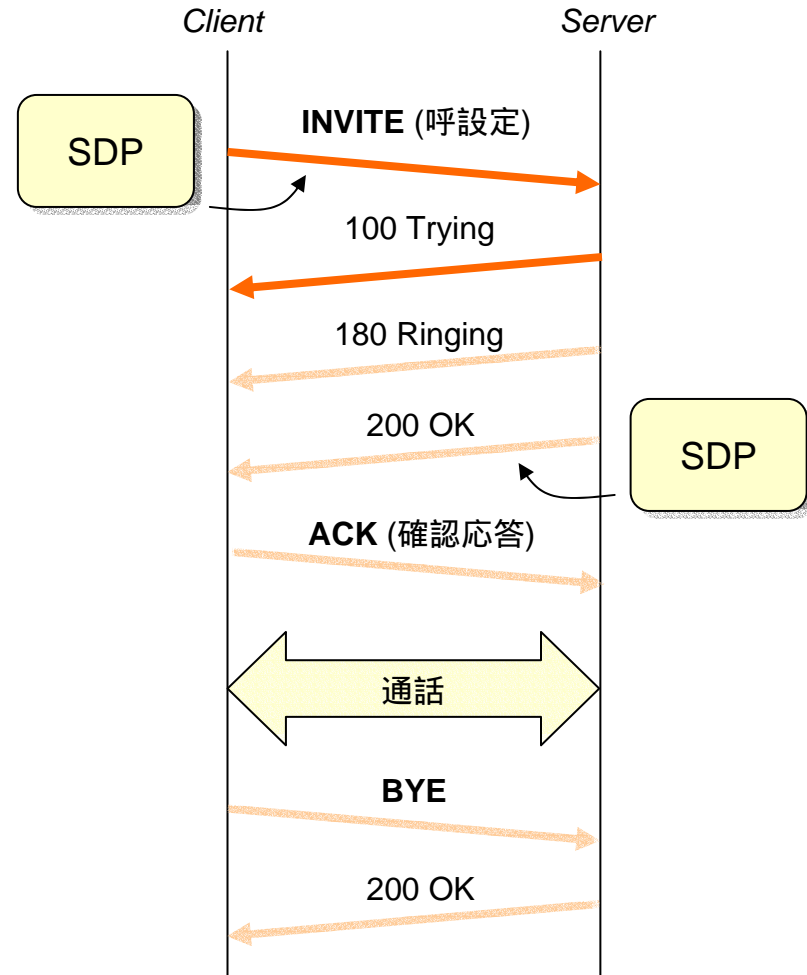 Client
Server
INVITE (呼設定)
SDP
100 Trying
180 Ringing
200 OK
SDP
ACK (確認応答)
通話
BYE
200 OK